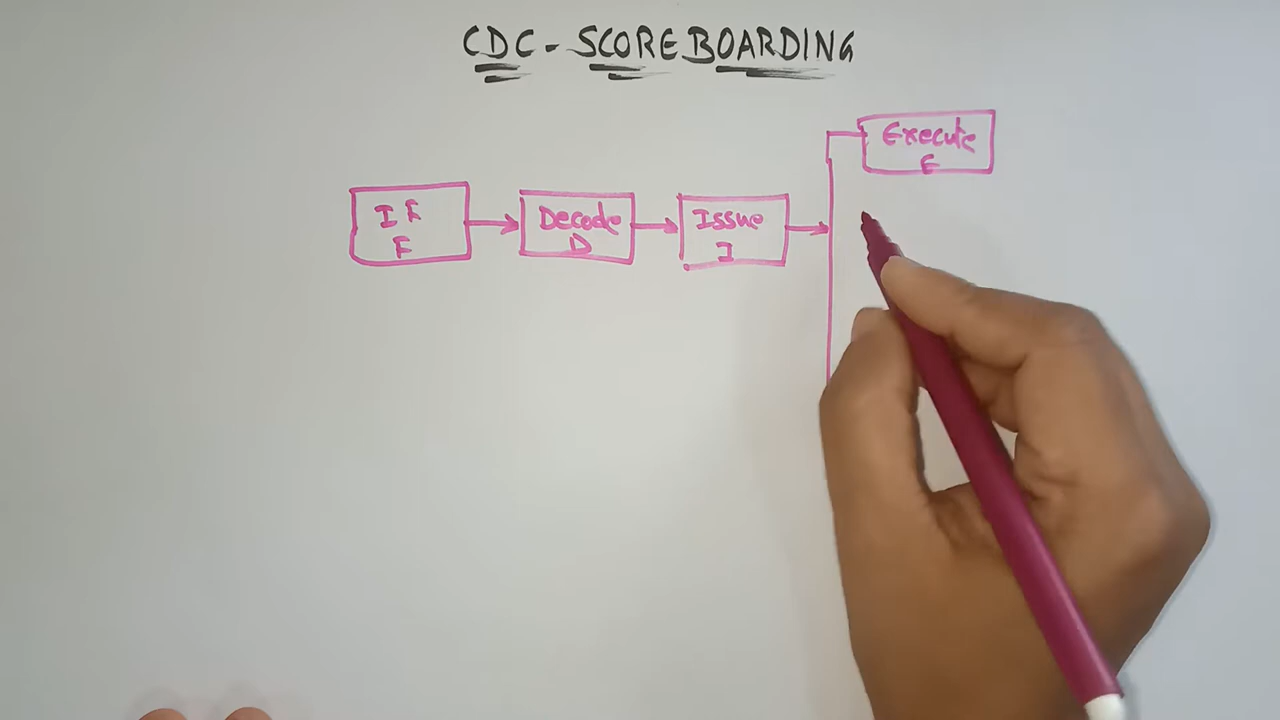 CDC - SCOREBOARDING
Execute
E
IF
F
Decode
D
Issue
I